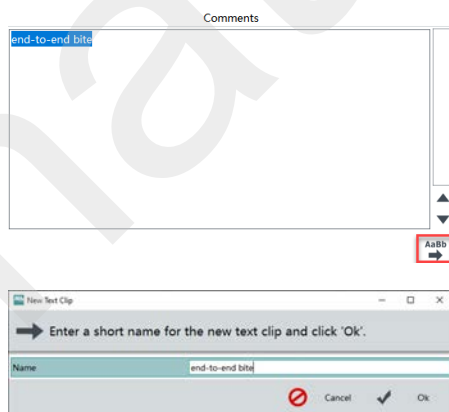 Comments
end-to-end bite
AaBb
New Text Clip
Enter a short name for the new text clip and click 'Ok'.
Name end-to-end bite
Cancel Ok